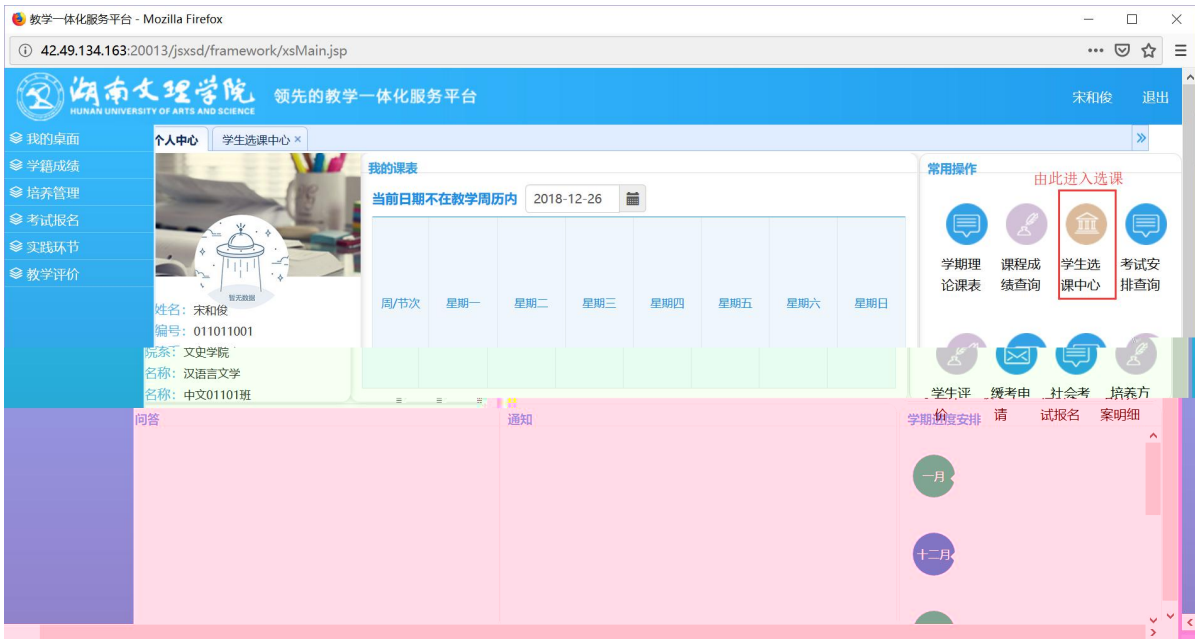 教学一体化服务平台 - Mozilla Firefox
42.49.134.163:20013/jsxsd/framework/xsMain.jsp
湖南文理学院
HUNAN UNIVERSITY OF ARTS AND SCIENCE
领先的教学一体化服务平台
宋和俊 退出
我的桌面
学籍成绩
培养管理
考试报名
实践环节
教学评价
个人中心 学生选课中心 ×
暂无数据
姓名：宋和俊
编号：011011001
院系：文史学院
名称：汉语言文学
名称：中文01101班
我的课表
当前日期不在教学周历内 2018-12-26
周/节次 星期一 星期二 星期三 星期四 星期五 星期六 星期日
常用操作
由此进入选课
学期理论课表
课程成绩查询
学生选课中心
考试安排查询
学生评价
缓考申请
社会考试报名
培养方案明细
问答
通知
学期进度安排
一月
十二月